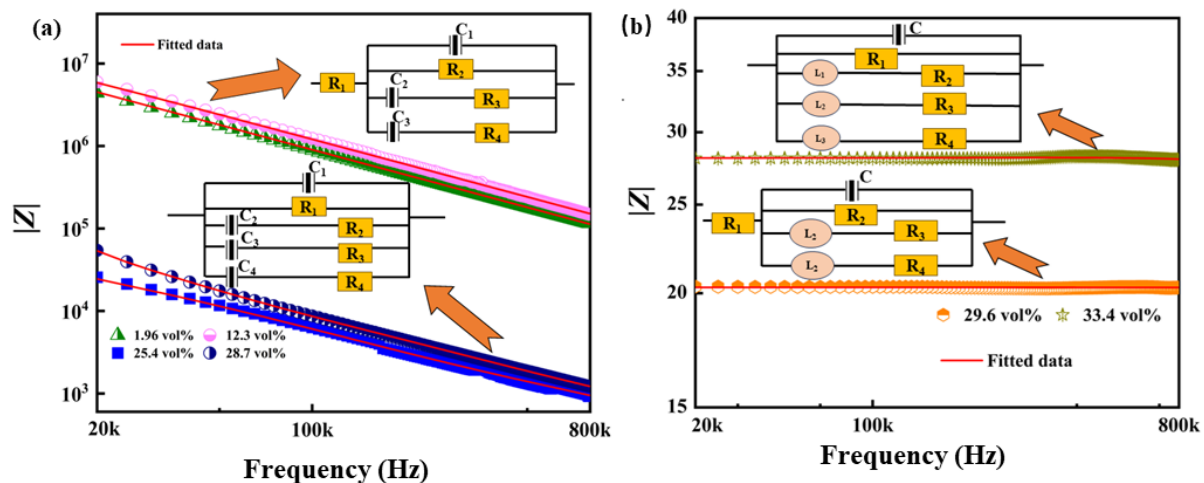 (a)
Fitted data
C1
R1
R2
C2
R3
C3
R4
C1
R1
C2
R2
C3
R3
C4
R4
1.96 vol% 12.3 vol%
25.4 vol% 28.7 vol%
10^7
10^6
10^5
10^4
10^3
|Z|
20k 100k 800k
Frequency (Hz)
(b)
C
R1
L1 R2
L2 R3
L3 R4
C
R1 R2
L2 R3
L2 R4
29.6 vol% 33.4 vol%
Fitted data
40
35
30
25
20
15
|Z|
20k 100k 800k
Frequency (Hz)